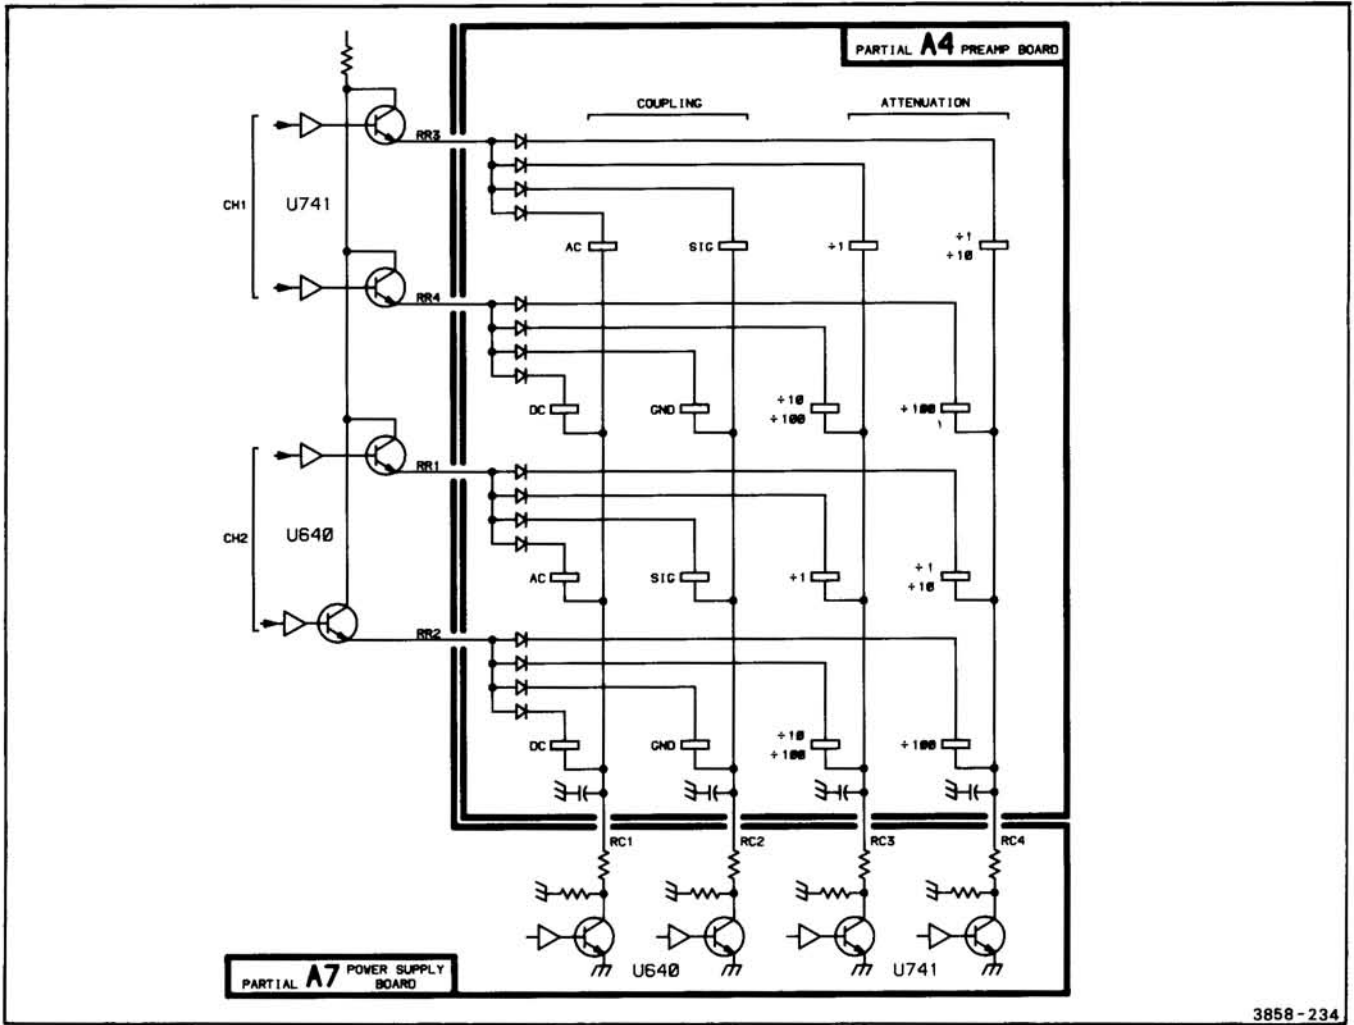 PARTIAL A4 PREAMP BOARD
COUPLING
ATTENUATION
RR3
CH1
U741
AC
SIG
÷1
÷1
÷10
RR4
DC
GND
÷10
÷100
÷100
RR1
CH2
U640
AC
SIG
÷1
÷1
÷10
RR2
DC
GND
÷10
÷100
÷100
RC1
RC2
RC3
RC4
U640
U741
PARTIAL A7 POWER SUPPLY
BOARD
3858-234